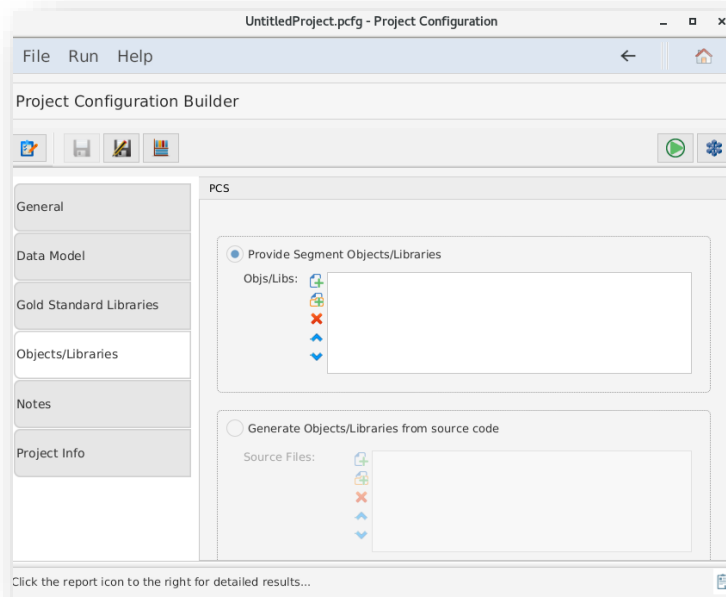 UntitledProject.pcfg - Project Configuration
File Run Help
Project Configuration Builder
PCS
General
Data Model
Gold Standard Libraries
Objects/Libraries
Notes
Project Info
Provide Segment Objects/Libraries
Objs/Libs:
Generate Objects/Libraries from source code
Source Files:
Click the report icon to the right for detailed results...